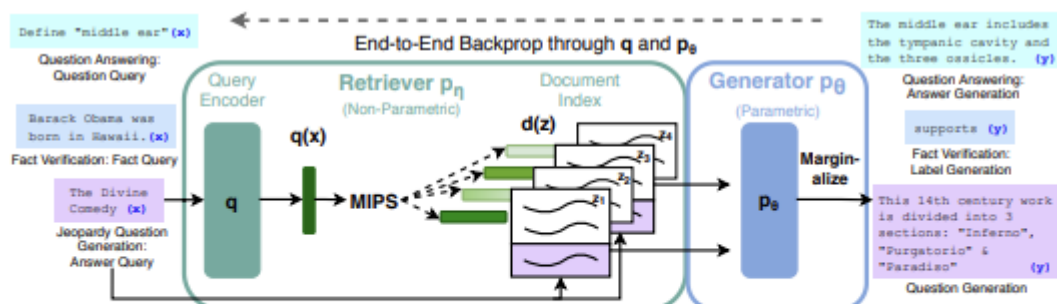 Define "middle ear"(x)
Question Answering:
Question Query
Barack Obama was
born in Hawaii.(x)
Fact Verification: Fact Query
The Divine
Comedy (x)
Jeopardy Question
Generation:
Answer Query
End-to-End Backprop through q and pθ
Query
Encoder
q
q(x)
Retriever pη
(Non-Parametric)
MIPS
Document
Index
d(z)
z4
z3
z2
z1
Generator pθ
(Parametric)
pθ
Margin-
alize
The middle ear includes
the tympanic cavity and
the three ossicles. (y)
Question Answering:
Answer Generation
supports (y)
Fact Verification:
Label Generation
This 14th century work
is divided into 3
sections: "Inferno",
"Purgatorio" &
"Paradiso" (y)
Question Generation